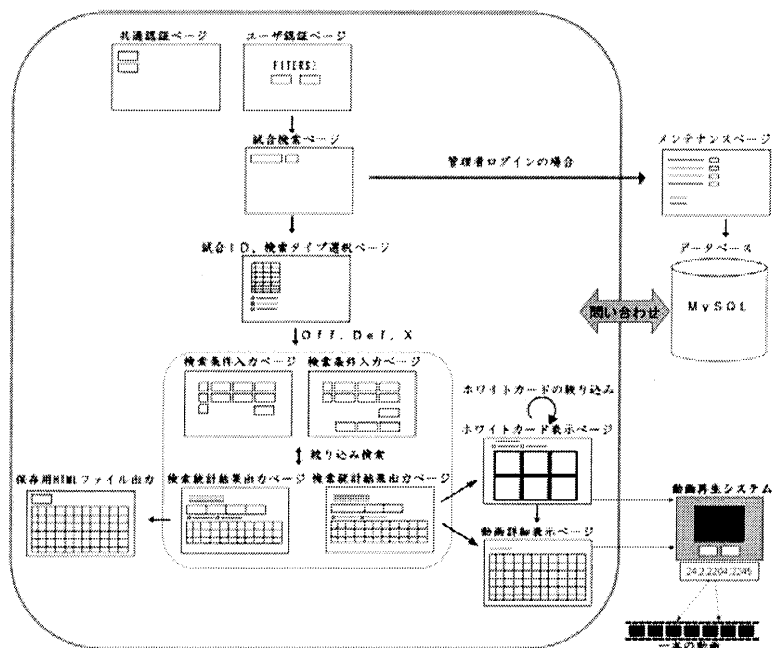 共通認証ページ
ユーザ認証ページ
FITERS2
試合検索ページ
管理者ログインの場合
メンテナンスページ
試合ID、検索タイプ選択ページ
データベース
MySQL
問い合わせ
Off, Def, X
検索条件入力ページ
検索条件入力ページ
ホワイトカードの絞り込み
ホワイトカード表示ページ
絞り込み検索
保存用HTMLファイル出力
検索統計結果出力ページ
検索統計結果出力ページ
動画再生システム
動画詳細表示ページ
24,2,2204,2245
一本の動画